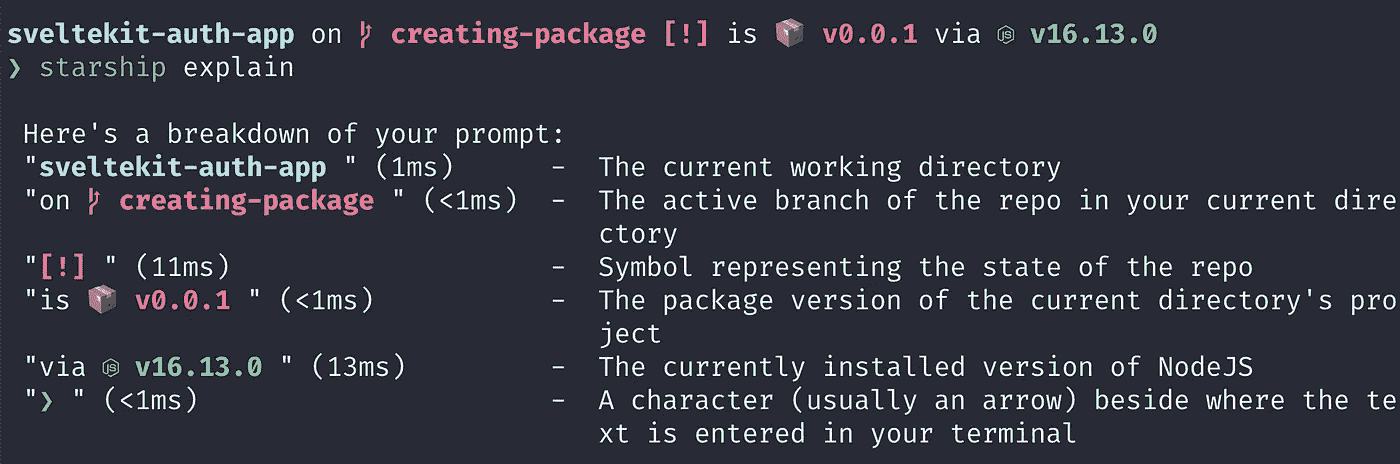 sveltekit-auth-app on creating-package [!] is 📦 v0.0.1 via v16.13.0
❯ starship explain
Here's a breakdown of your prompt:
"sveltekit-auth-app " (1ms) - The current working directory
"on creating-package " (<1ms) - The active branch of the repo in your current dire
ctory
"[!] " (11ms) - Symbol representing the state of the repo
"is 📦 v0.0.1 " (<1ms) - The package version of the current directory's pro
ject
"via v16.13.0 " (13ms) - The currently installed version of NodeJS
"❯ " (<1ms) - A character (usually an arrow) beside where the te
xt is entered in your terminal